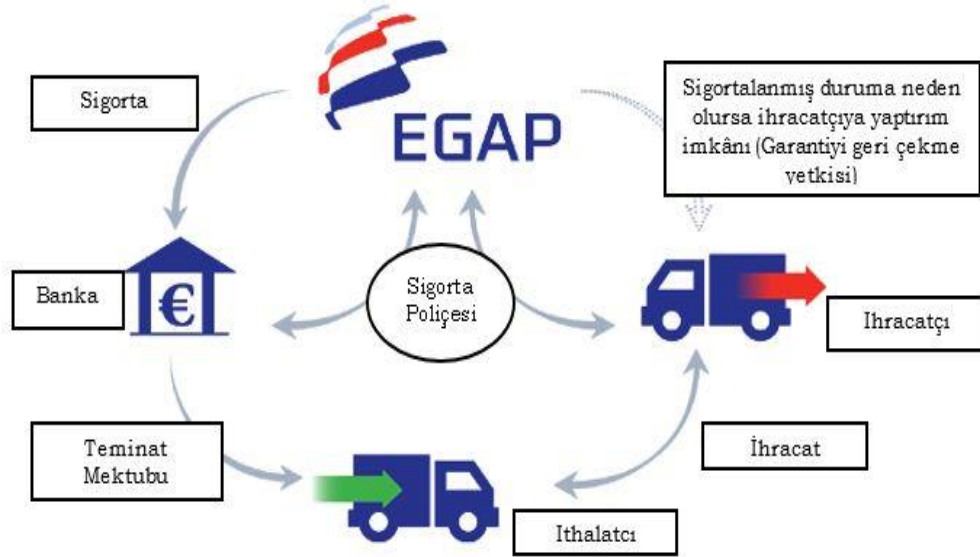 Sigorta
EGAP
Sigortalanmış duruma neden
olursa ihracatçıya yaptırım
imkânı (Garantiyi geri çekme
yetkisi)
Banka
€
Sigorta
Poliçesi
Ihracatçı
Teminat
Mektubu
İhracat
Ithalatcı